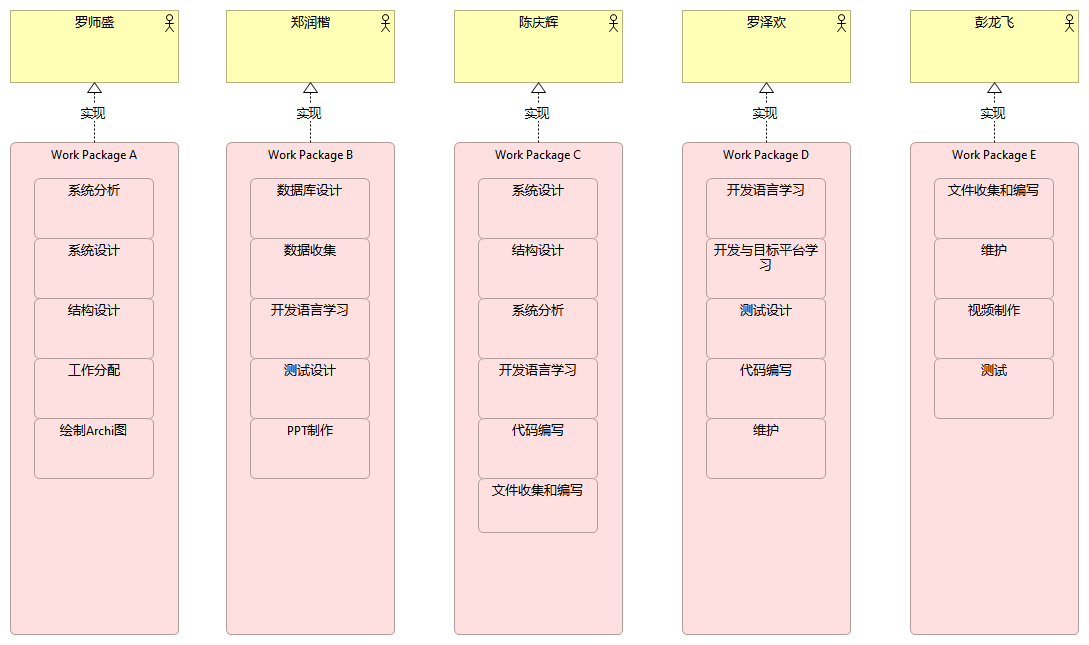 罗师盛
郑润楷
陈庆辉
罗泽欢
彭龙飞
实现
实现
实现
实现
实现
Work Package A
系统分析
系统设计
结构设计
工作分配
绘制Archi图
Work Package B
数据库设计
数据收集
开发语言学习
测试设计
PPT制作
Work Package C
系统设计
结构设计
系统分析
开发语言学习
代码编写
文件收集和编写
Work Package D
开发语言学习
开发与目标平台学
习
测试设计
代码编写
维护
Work Package E
文件收集和编写
维护
视频制作
测试